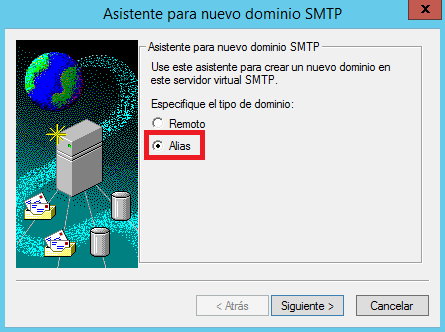 Asistente para nuevo dominio SMTP
x
Asistente para nuevo dominio SMTP
Use este asistente para crear un nuevo dominio en
este servidor virtual SMTP.
Especifique el tipo de dominio:
Remoto
Alias
< Atrás
Siguiente >
Cancelar